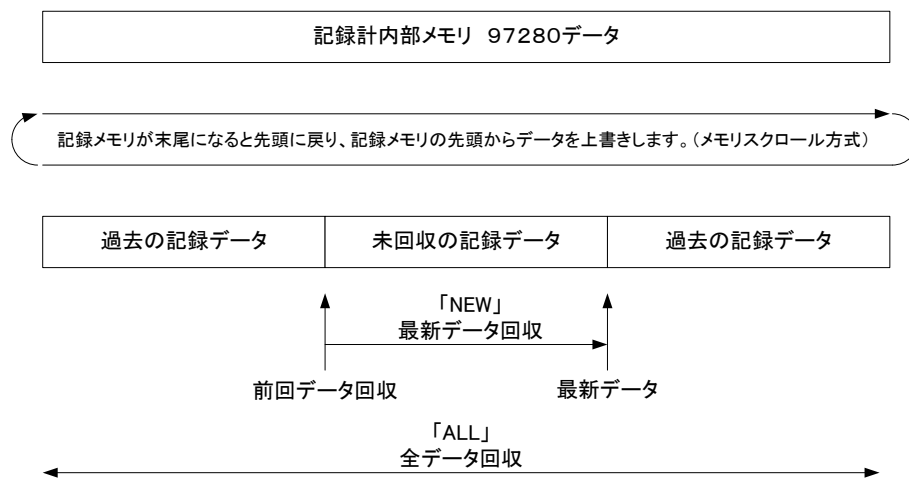 記録計内部メモリ 97280データ
記録メモリが末尾になると先頭に戻り、記録メモリの先頭からデータを上書きします。(メモリスクロール方式)
過去の記録データ 未回収の記録データ 過去の記録データ
「NEW」
最新データ回収
前回データ回収 最新データ
「ALL」
全データ回収